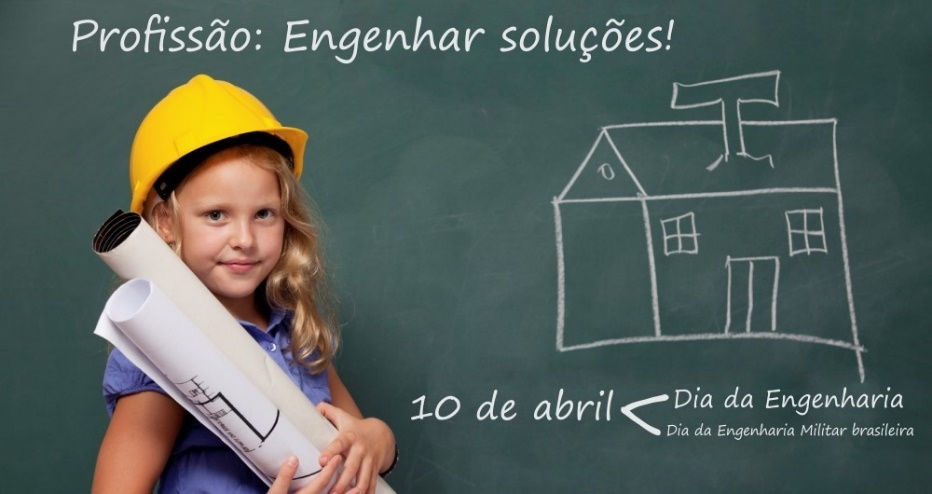 Profissão: Engenhar soluções!
10 de abril
Dia da Engenharia
Dia da Engenharia Militar brasileira